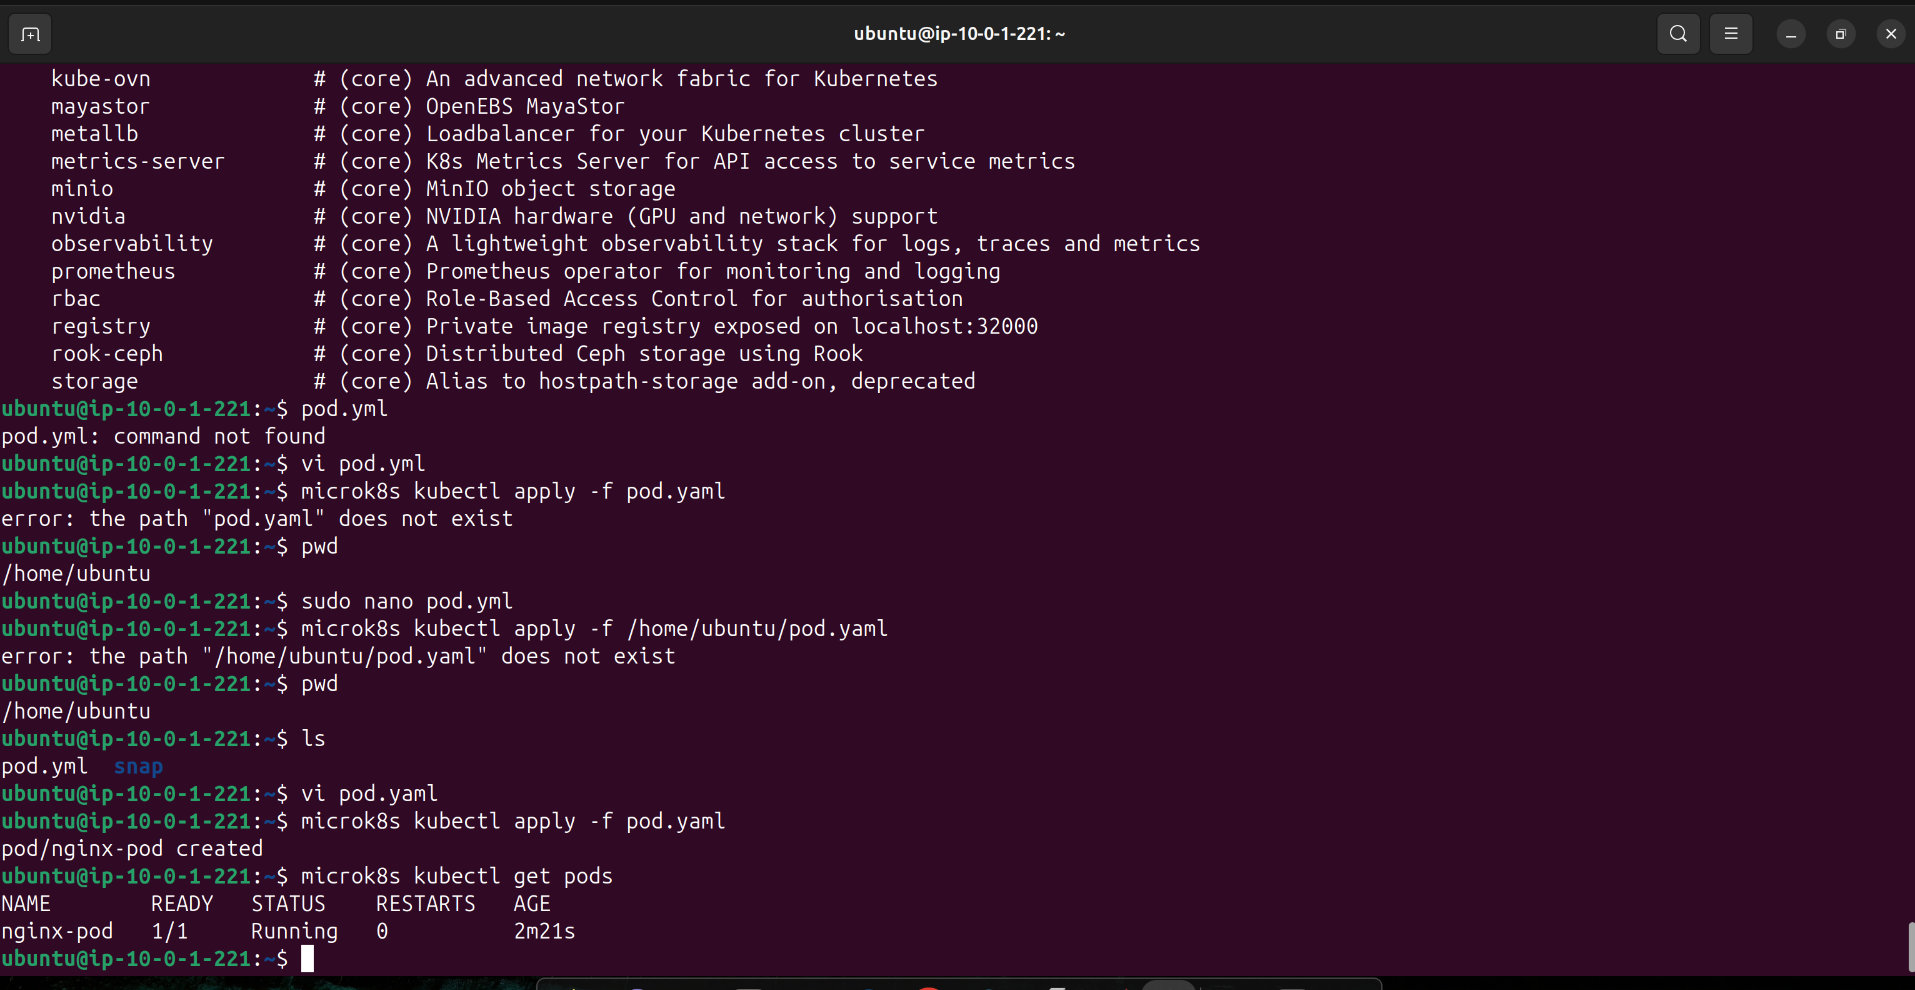 ubuntu@ip-10-0-1-221: ~
kube-ovn # (core) An advanced network fabric for Kubernetes
mayastor # (core) OpenEBS MayaStor
metallb # (core) Loadbalancer for your Kubernetes cluster
metrics-server # (core) K8s Metrics Server for API access to service metrics
minio # (core) MinIO object storage
nvidia # (core) NVIDIA hardware (GPU and network) support
observability # (core) A lightweight observability stack for logs, traces and metrics
prometheus # (core) Prometheus operator for monitoring and logging
rbac # (core) Role-Based Access Control for authorisation
registry # (core) Private image registry exposed on localhost:32000
rook-ceph # (core) Distributed Ceph storage using Rook
storage # (core) Alias to hostpath-storage add-on, deprecated
ubuntu@ip-10-0-1-221:~$ pod.yml
pod.yml: command not found
ubuntu@ip-10-0-1-221:~$ vi pod.yml
ubuntu@ip-10-0-1-221:~$ microk8s kubectl apply -f pod.yaml
error: the path "pod.yaml" does not exist
ubuntu@ip-10-0-1-221:~$ pwd
/home/ubuntu
ubuntu@ip-10-0-1-221:~$ sudo nano pod.yml
ubuntu@ip-10-0-1-221:~$ microk8s kubectl apply -f /home/ubuntu/pod.yaml
error: the path "/home/ubuntu/pod.yaml" does not exist
ubuntu@ip-10-0-1-221:~$ pwd
/home/ubuntu
ubuntu@ip-10-0-1-221:~$ ls
pod.yml snap
ubuntu@ip-10-0-1-221:~$ vi pod.yaml
ubuntu@ip-10-0-1-221:~$ microk8s kubectl apply -f pod.yaml
pod/nginx-pod created
ubuntu@ip-10-0-1-221:~$ microk8s kubectl get pods
NAME READY STATUS RESTARTS AGE
nginx-pod 1/1 Running 0 2m21s
ubuntu@ip-10-0-1-221:~$